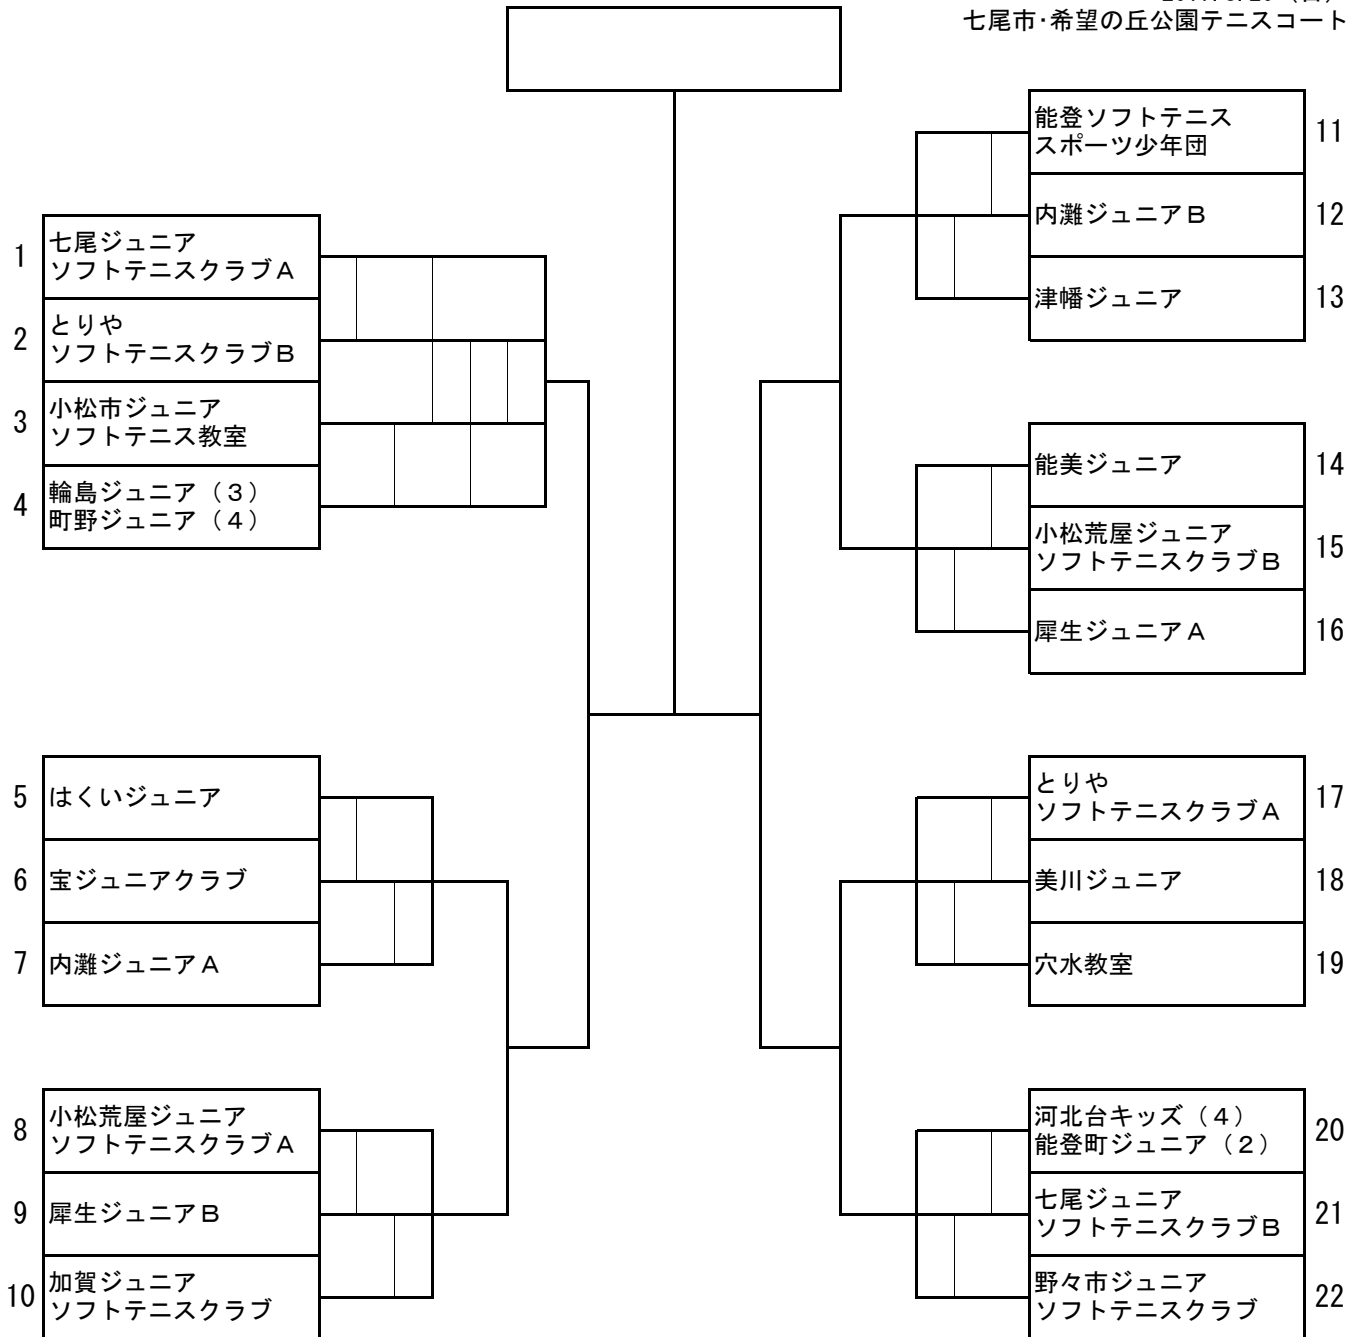 七尾市･希望の丘公園テニスコート
1
七尾ジュニア
ソフトテニスクラブＡ
2
とりや
ソフトテニスクラブＢ
3
小松市ジュニア
ソフトテニス教室
4
輪島ジュニア（３）
町野ジュニア（４）
5
はくいジュニア
6
宝ジュニアクラブ
7
内灘ジュニアＡ
8
小松荒屋ジュニア
ソフトテニスクラブＡ
9
犀生ジュニアＢ
10
加賀ジュニア
ソフトテニスクラブ
能登ソフトテニス
スポーツ少年団
11
内灘ジュニアＢ
12
津幡ジュニア
13
能美ジュニア
14
小松荒屋ジュニア
ソフトテニスクラブＢ
15
犀生ジュニアＡ
16
とりや
ソフトテニスクラブＡ
17
美川ジュニア
18
穴水教室
19
河北台キッズ（４）
能登町ジュニア（２）
20
七尾ジュニア
ソフトテニスクラブＢ
21
野々市ジュニア
ソフトテニスクラブ
22